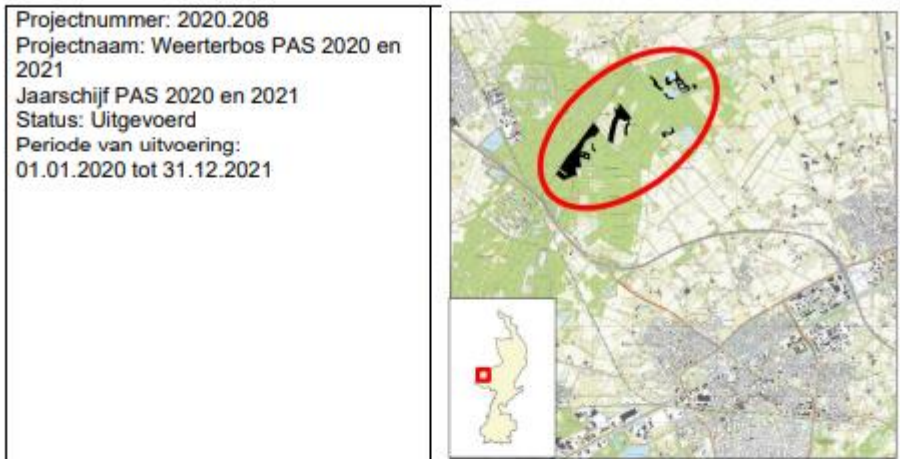 Projectnummer: 2020.208
Projectnaam: Weerterbos PAS 2020 en
2021
Jaarschijf PAS 2020 en 2021
Status: Uitgevoerd
Periode van uitvoering:
01.01.2020 tot 31.12.2021